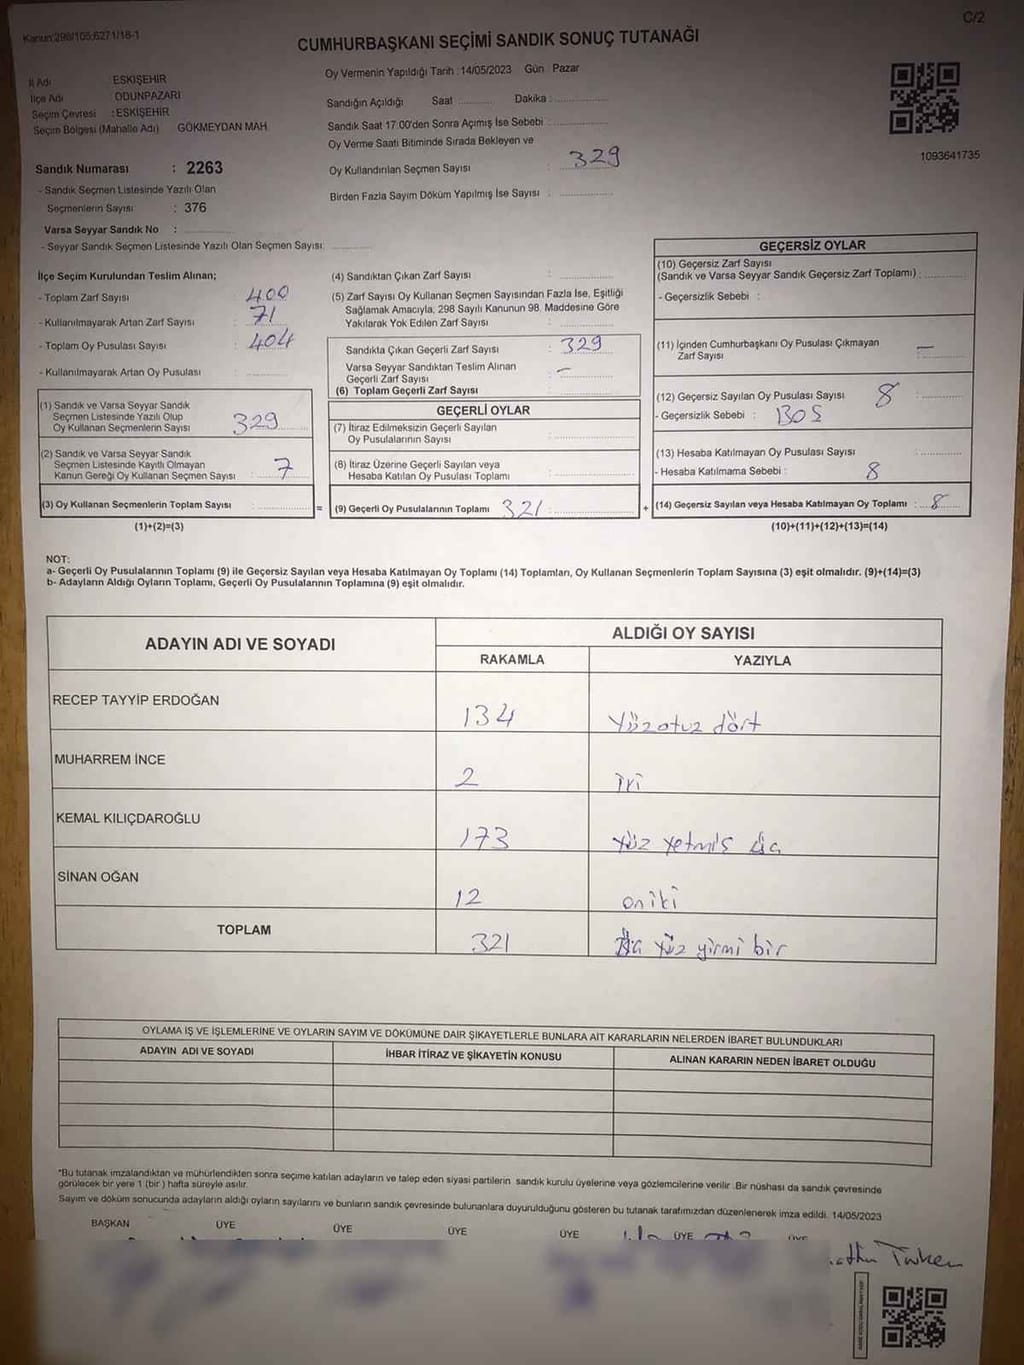 Kanun:298/105:6271/18-1
C/2
CUMHURBAŞKANI SEÇİMİ SANDIK SONUÇ TUTANAĞI
İl Adı ESKİŞEHİR
İlçe Adı ODUNPAZARI
Seçim Çevresi : ESKİŞEHİR
Seçim Bölgesi (Mahalle Adı) GÖKMEYDAN MAH.
Sandık Numarası : 2263
- Sandık Seçmen Listesinde Yazılı Olan
Seçmenlerin Sayısı : 376
Varsa Seyyar Sandık No :
- Seyyar Sandık Seçmen Listesinde Yazılı Olan Seçmen Sayısı:
Oy Vermenin Yapıldığı Tarih : 14/05/2023 Gün : Pazar
Sandığın Açıldığı Saat Dakika :
Sandık Saat 17:00'den Sonra Açımış İse Sebebi :
Oy Verme Saati Bitiminde Sırada Bekleyen ve
Oy Kullandırılan Seçmen Sayısı : 329
Birden Fazla Sayım Döküm Yapılmış İse Sayısı :
1093641735
İlçe Seçim Kurulundan Teslim Alınan;
- Toplam Zarf Sayısı : 400
- Kullanılmayarak Artan Zarf Sayısı : 71
- Toplam Oy Pusulası Sayısı : 404
- Kullanılmayarak Artan Oy Pusulası :
(1) Sandık ve Varsa Seyyar Sandık
Seçmen Listesinde Yazılı Olup
Oy Kullanan Seçmenlerin Sayısı 329
(2) Sandık ve Varsa Seyyar Sandık
Seçmen Listesinde Kayıtlı Olmayan
Kanun Gereği Oy Kullanan Seçmen Sayısı 7
(3) Oy Kullanan Seçmenlerin Toplam Sayısı : =
(1)+(2)=(3)
(4) Sandıktan Çıkan Zarf Sayısı :
(5) Zarf Sayısı Oy Kullanan Seçmen Sayısından Fazla İse, Eşitliği
Sağlamak Amacıyla, 298 Sayılı Kanunun 98. Maddesine Göre
Yakılarak Yok Edilen Zarf Sayısı :
Sandıkta Çıkan Geçerli Zarf Sayısı : 329
Varsa Seyyar Sandıktan Teslim Alınan
Geçerli Zarf Sayısı : -
(6) Toplam Geçerli Zarf Sayısı :
GEÇERLİ OYLAR
(7) İtiraz Edilmeksizin Geçerli Sayılan
Oy Pusulalarının Sayısı :
(8) İtiraz Üzerine Geçerli Sayılan veya
Hesaba Katılan Oy Pusulası Toplamı :
(9) Geçerli Oy Pusulalarının Toplamı 321 : +
GEÇERSİZ OYLAR
(10) Geçersiz Zarf Sayısı
(Sandık ve Varsa Seyyar Sandık Geçersiz Zarf Toplamı) :
- Geçersizlik Sebebi :
(11) İçinden Cumhurbaşkanı Oy Pusulası Çıkmayan
Zarf Sayısı : -
(12) Geçersiz Sayılan Oy Pusulası Sayısı 8 :
- Geçersizlik Sebebi : BOŞ
(13) Hesaba Katılmayan Oy Pusulası Sayısı :
- Hesaba Katılmama Sebebi : 8
(14) Geçersiz Sayılan veya Hesaba Katılmayan Oy Toplamı : 8
(10)+(11)+(12)+(13)=(14)
NOT:
a- Geçerli Oy Pusulalarının Toplamı (9) ile Geçersiz Sayılan veya Hesaba Katılmayan Oy Toplamı (14) Toplamları, Oy Kullanan Seçmenlerin Toplam Sayısına (3) eşit olmalıdır. (9)+(14)=(3)
b- Adayların Aldığı Oyların Toplamı, Geçerli Oy Pusulalarının Toplamına (9) eşit olmalıdır.
ADAYIN ADI VE SOYADI ALDIĞI OY SAYISI
RAKAMLA YAZIYLA
RECEP TAYYİP ERDOĞAN 134 Yüzotuz dört
MUHARREM İNCE 2 iki
KEMAL KILIÇDAROĞLU 173 Yüz yetmiş üç
SİNAN OĞAN 12 oniki
TOPLAM 321 Üç yüz yirmi bir
OYLAMA İŞ VE İŞLEMLERİNE VE OYLARIN SAYIM VE DÖKÜMÜNE DAİR ŞİKAYETLERLE BUNLARA AİT KARARLARIN NELERDEN İBARET BULUNDUKLARI
ADAYIN ADI VE SOYADI İHBAR İTİRAZ VE ŞİKAYETİN KONUSU ALINAN KARARIN NEDEN İBARET OLDUĞU
*Bu tutanak imzalandıktan ve mühürlendikten sonra seçime katılan adayların ve talep eden siyasi partilerin sandık kurulu üyelerine veya gözlemcilerine verilir. Bir nüshası da sandık çevresinde
görülecek bir yere 1 (bir) hafta süreyle asılır.
Sayım ve döküm sonucunda adayların aldığı oyların sayılarını ve bunların sandık çevresinde bulunanlara duyurulduğunu gösteren bu tutanak tarafımızdan düzenlenerek imza edildi. 14/05/2023
BAŞKAN ÜYE ÜYE ÜYE ÜYE ÜYE ÜYE